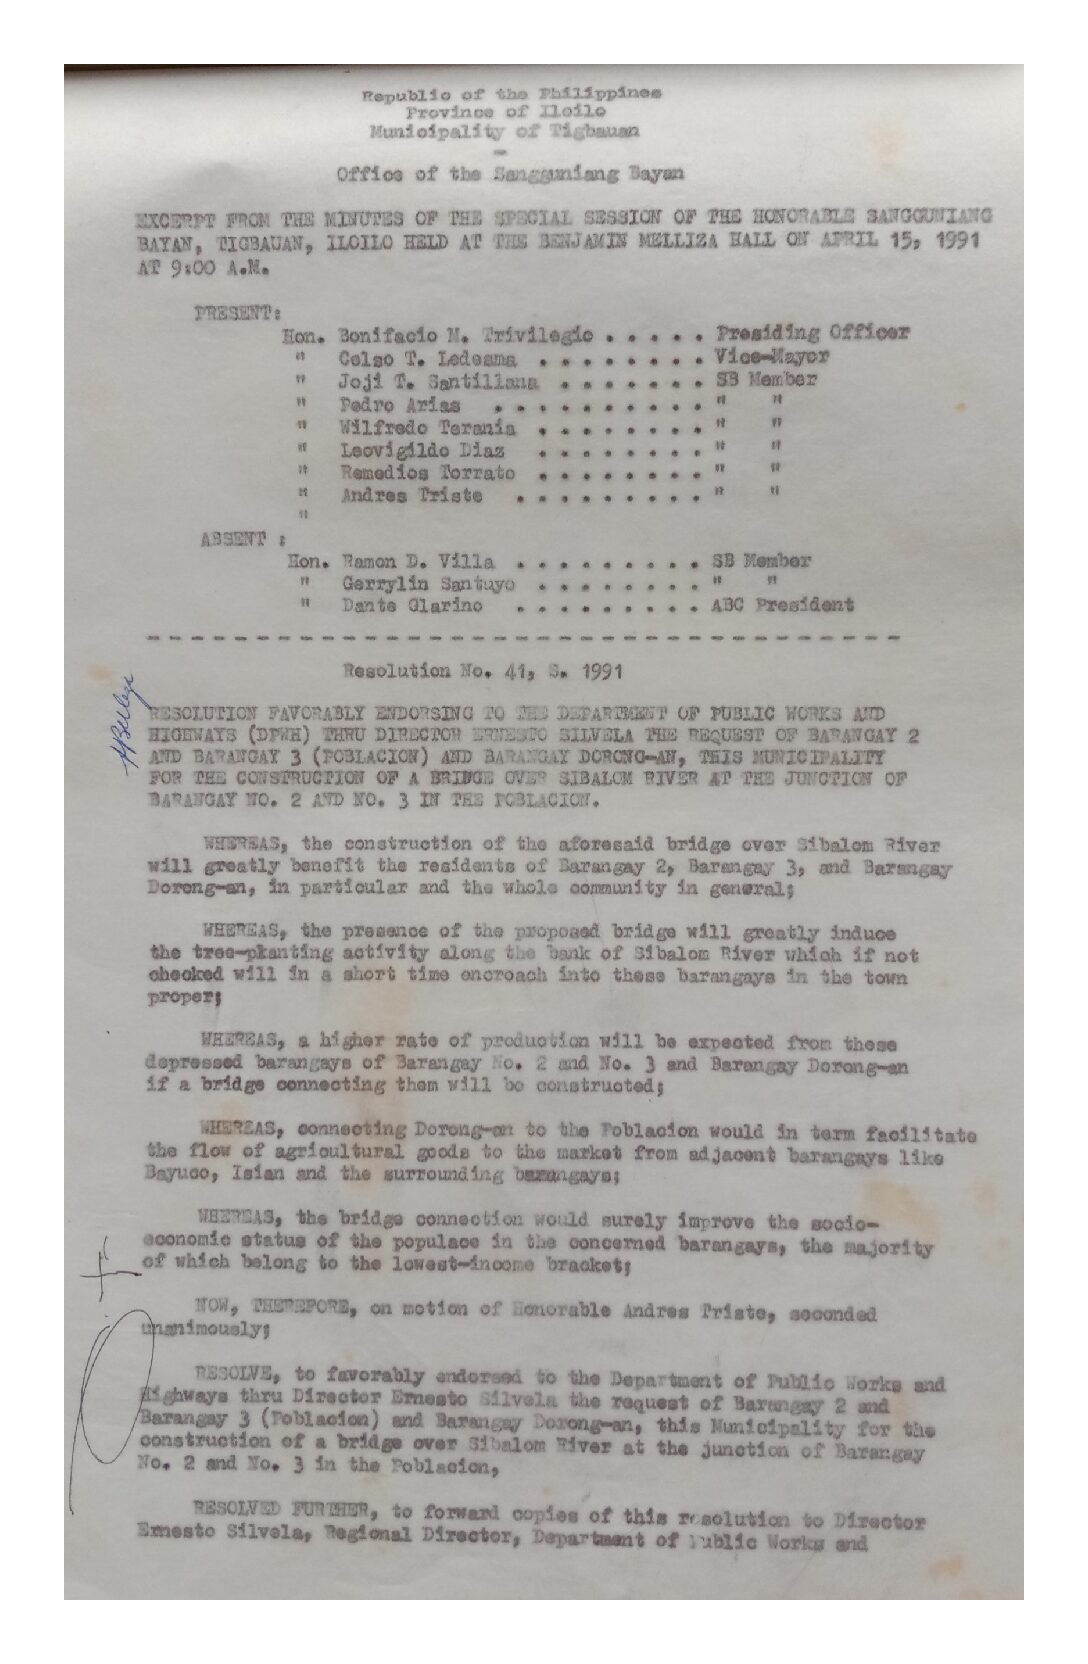 Republic of the Philippines
Province of Iloilo
Municipality of Tigbauan
-
Office of the Sangguniang Bayan
EXCERPT FROM THE MINUTES OF THE SPECIAL SESSION OF THE HONORABLE SANGGUNIANG
BAYAN, TIGBAUAN, ILOILO HELD AT THE BENJAMIN MELLIZA HALL ON APRIL 15, 1991
AT 9:00 A.M.
PRESENT:
Hon. Bonifacio M. Trivilegio . . . . . Presiding Officer
" Celso T. Ledesma . . . . . . . . Vice-Mayor
" Joji T. Santillana . . . . . . . SB Member
" Pedro Arias . . . . . . . . . . " "
" Wilfredo Terania . . . . . . . . " "
" Leovigildo Diaz . . . . . . . . " "
" Remedios Torrato . . . . . . . . " "
" Andres Triste . . . . . . . . . " "
"
ABSENT :
Hon. Ramon D. Villa . . . . . . . . . SB Member
" Gerrylin Santuyo . . . . . . . . " "
" Dante Glarino . . . . . . . . . ABC President
- - - - - - - - - - - - - - - - - - - - - - - - - - - - - - - - - - -
Resolution No. 41, S. 1991
RESOLUTION FAVORABLY ENDORSING TO THE DEPARTMENT OF PUBLIC WORKS AND
HIGHWAYS (DPWH) THRU DIRECTOR ERNESTO SILVELA THE REQUEST OF BARANGAY 2
AND BARANGAY 3 (POBLACION) AND BARANGAY DORONG-AN, THIS MUNICIPALITY
FOR THE CONSTRUCTION OF A BRIDGE OVER SIBALOM RIVER AT THE JUNCTION OF
BARANGAY NO. 2 AND NO. 3 IN THE POBLACION.
WHEREAS, the construction of the aforesaid bridge over Sibalom River
will greatly benefit the residents of Barangay 2, Barangay 3, and Barangay
Dorong-an, in particular and the whole community in general;
WHEREAS, the presence of the proposed bridge will greatly induce
the tree-pkanting activity along the bank of Sibalom River which if not
checked will in a short time encroach into these barangays in the town
proper;
WHEREAS, a higher rate of production will be expected from these
depressed barangays of Barangay No. 2 and No. 3 and Barangay Dorong-an
if a bridge connecting them will be constructed;
WHEREAS, connecting Dorong-an to the Poblacion would in term facilitate
the flow of agricultural goods to the market from adjacent barangays like
Bayuco, Isian and the surrounding barangays;
WHEREAS, the bridge connection would surely improve the socio-
economic status of the populace in the concerned barangays, the majority
of which belong to the lowest-income bracket;
NOW, THEREFORE, on motion of Honorable Andres Triste, seconded
unanimously;
RESOLVE, to favorably endorsed to the Department of Public Works and
Highways thru Director Ernesto Silvela the request of Barangay 2 and
Barangay 3 (Poblacion) and Barangay Dorong-an, this Municipality for the
construction of a bridge over Sibalom River at the junction of Barangay
No. 2 and No. 3 in the Poblacion,
RESOLVED FURTHER, to forward copies of this resolution to Director
Ernesto Silvela, Regional Director, Department of Public Works and